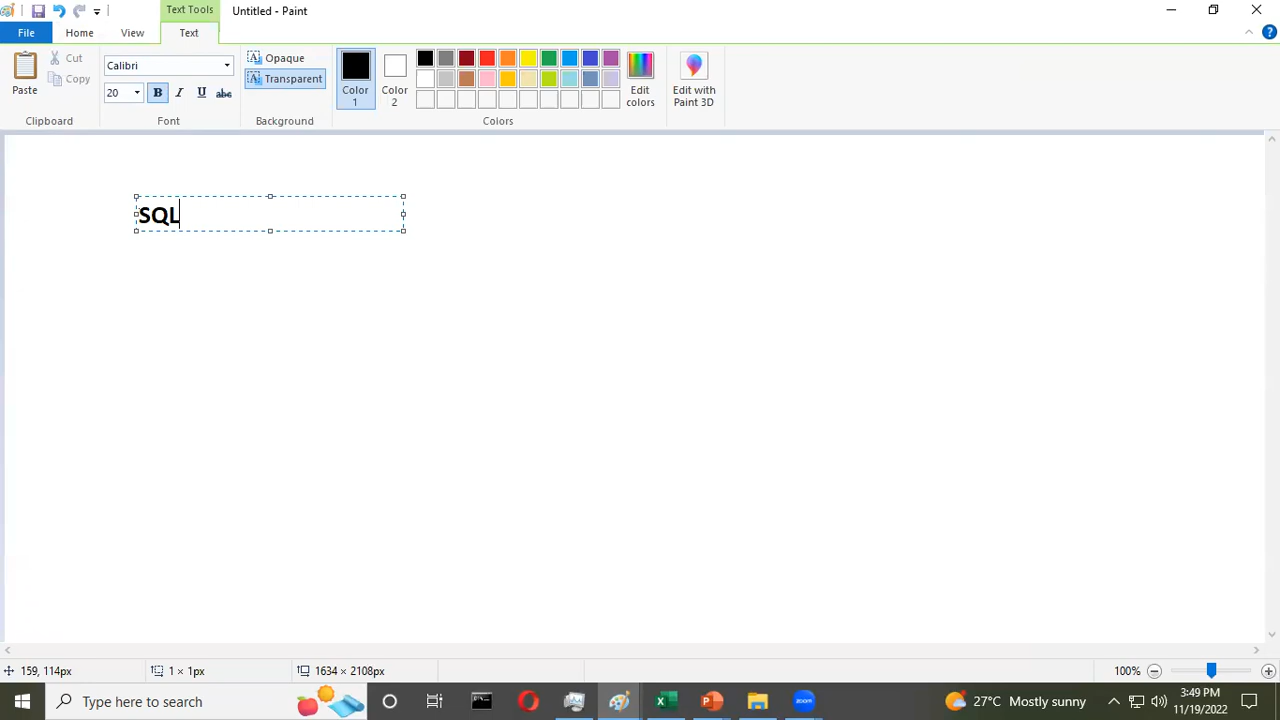 Text Tools
Untitled - Paint
File
Home
View
Text
Paste
Cut
Copy
Clipboard
Calibri
20
B
I
U
abc
Font
Opaque
Transparent
Background
Color 1
Color 2
Edit colors
Colors
Edit with Paint 3D
SQL
159, 114px
1 × 1px
1634 × 2108px
100%
Type here to search
27°C Mostly sunny
3:49 PM
11/19/2022